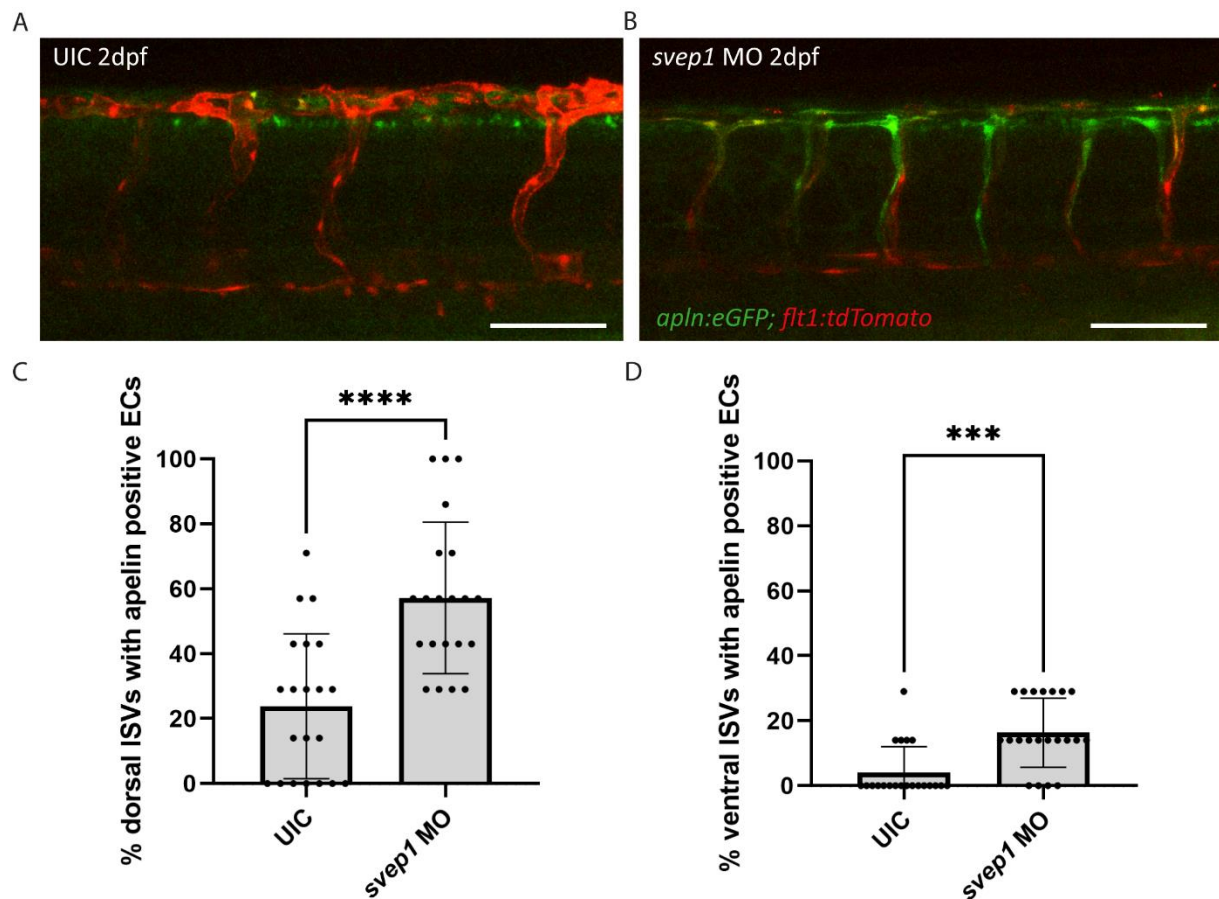 A
UIC 2dpf
B
svep1 MO 2dpf
apln:eGFP; flt1:tdTomato
C
% dorsal ISVs with apelin positive ECs
****
100
80
60
40
20
0
UIC
svep1 MO
D
% ventral ISVs with apelin positive ECs
***
100
80
60
40
20
0
UIC
svep1 MO